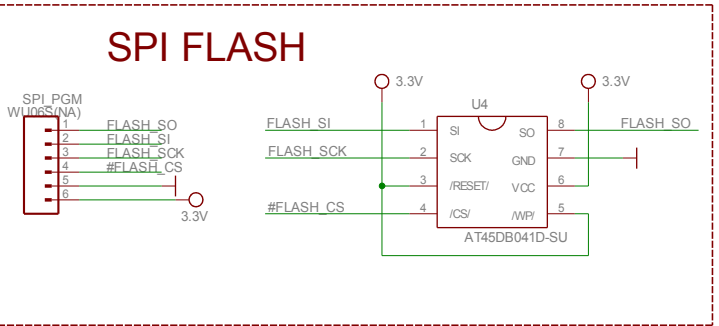 SPI FLASH
SPI_PGM
WU06S(NA)
1 FLASH_SO
2 FLASH_SI
3 FLASH_SCK
4 #FLASH_CS
5
6
3.3V
3.3V
3.3V
U4
FLASH_SI 1 SI SO 8 FLASH_SO
FLASH_SCK 2 SCK GND 7
3 /RESET/ VCC 6
#FLASH_CS 4 /CS/ /WP/ 5
AT45DB041D-SU